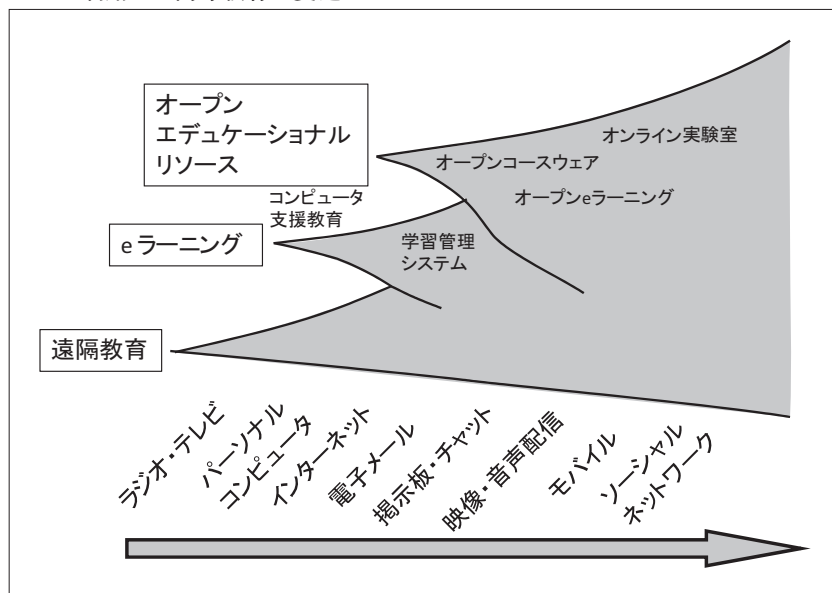 オープン
エデュケーショナル
リソース
オンライン実験室
オープンコースウェア
コンピュータ
支援教育
オープンeラーニング
eラーニング
学習管理
システム
遠隔教育
ラジオ・テレビ
パーソナル
コンピュータ
インターネット
電子メール
掲示板・チャット
映像・音声配信
モバイル
ソーシャル
ネットワーク